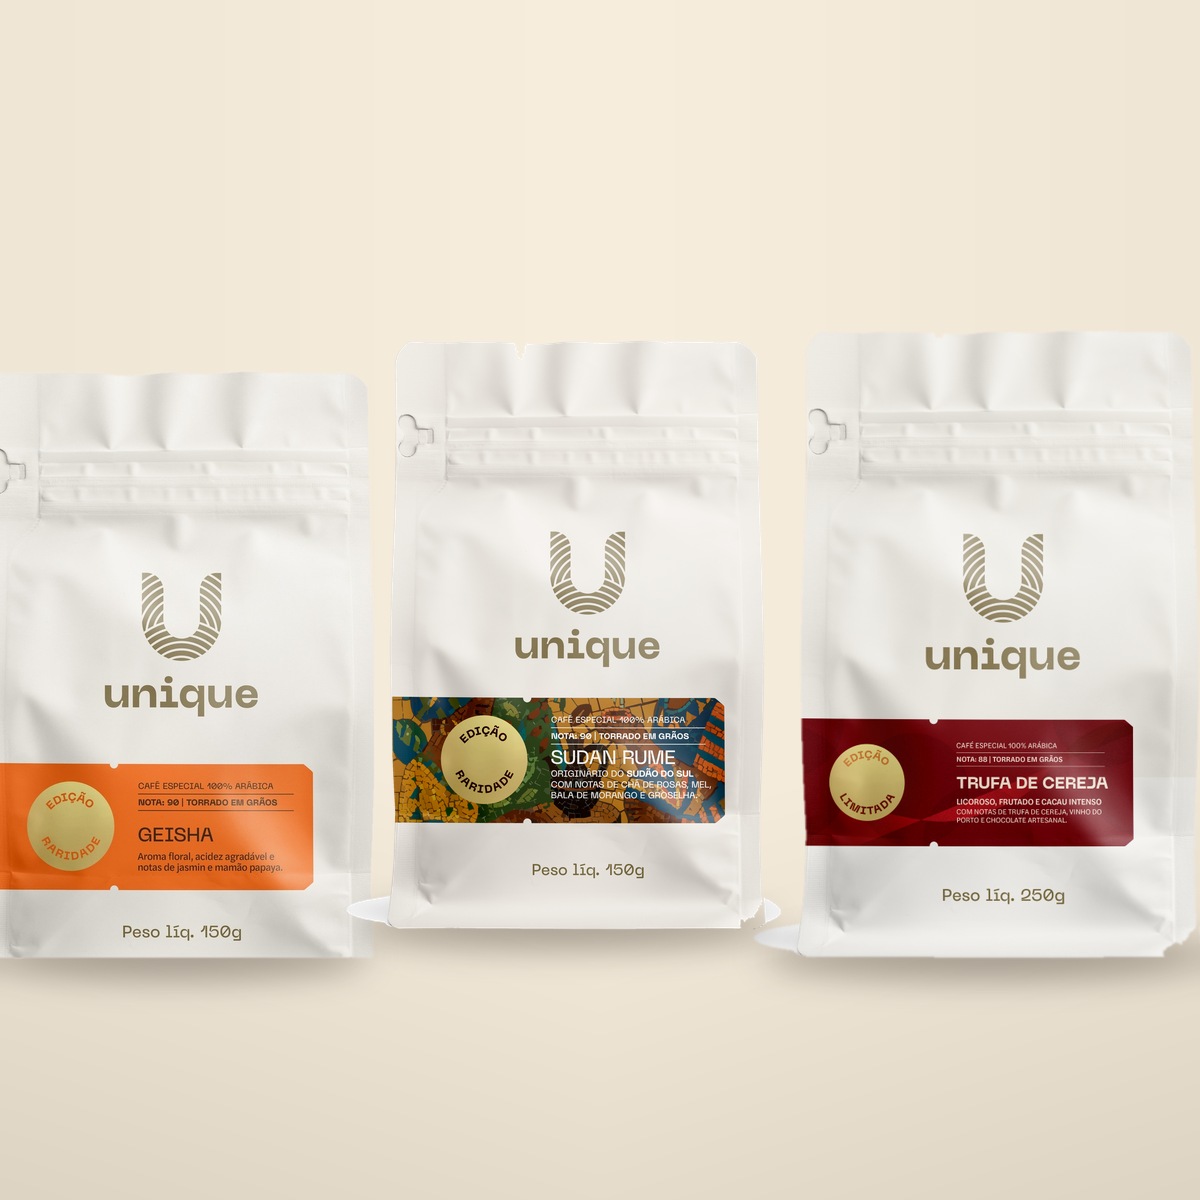 unique
EDIÇÃO
RARIDADE
CAFÉ ESPECIAL 100% ARÁBICA
NOTA: 90 | TORRADO EM GRÃOS
GEISHA
Aroma floral, acidez agradável e
notas de jasmin e mamão papaya.
Peso líq. 150g
unique
EDIÇÃO
RARIDADE
CAFÉ ESPECIAL 100% ARÁBICA
NOTA: 90 | TORRADO EM GRÃOS
SUDAN RUME
ORIGINÁRIO DO SUDÃO DO SUL
COM NOTAS DE CHÁ DE ROSAS, MEL,
BALA DE MORANGO E GROSELHA.
Peso líq. 150g
unique
EDIÇÃO
LIMITADA
CAFÉ ESPECIAL 100% ARÁBICA
NOTA: 88 | TORRADO EM GRÃOS
TRUFA DE CEREJA
LICOROSO, FRUTADO E CACAU INTENSO
COM NOTAS DE TRUFA DE CEREJA, VINHO DO
PORTO E CHOCOLATE ARTESANAL.
Peso líq. 250g